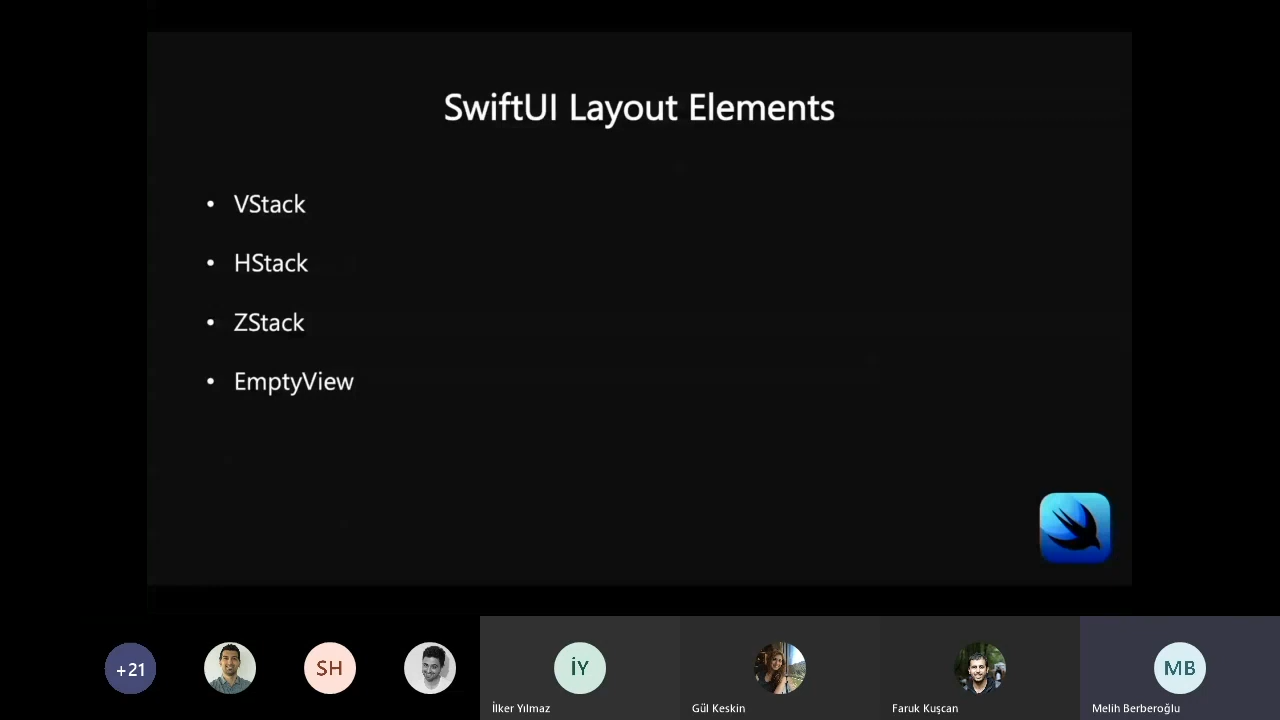 SwiftUI Layout Elements
• VStack
• HStack
• ZStack
• EmptyView
+21
SH
İY
MB
İlker Yılmaz
Gül Keskin
Faruk Kuşcan
Melih Berberoğlu